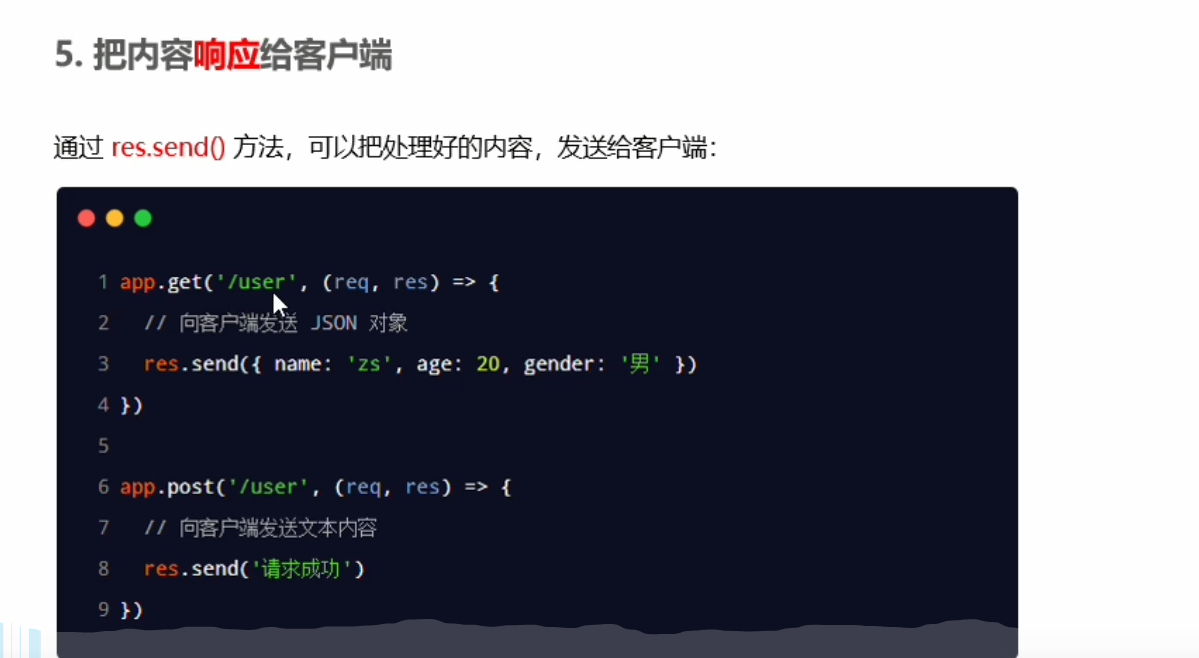 5. 把内容响应给客户端
通过 res.send() 方法，可以把处理好的内容，发送给客户端：
1 app.get('/user', (req, res) => {
2   // 向客户端发送 JSON 对象
3   res.send({ name: 'zs', age: 20, gender: '男' })
4 })
5
6 app.post('/user', (req, res) => {
7   // 向客户端发送文本内容
8   res.send('请求成功')
9 })